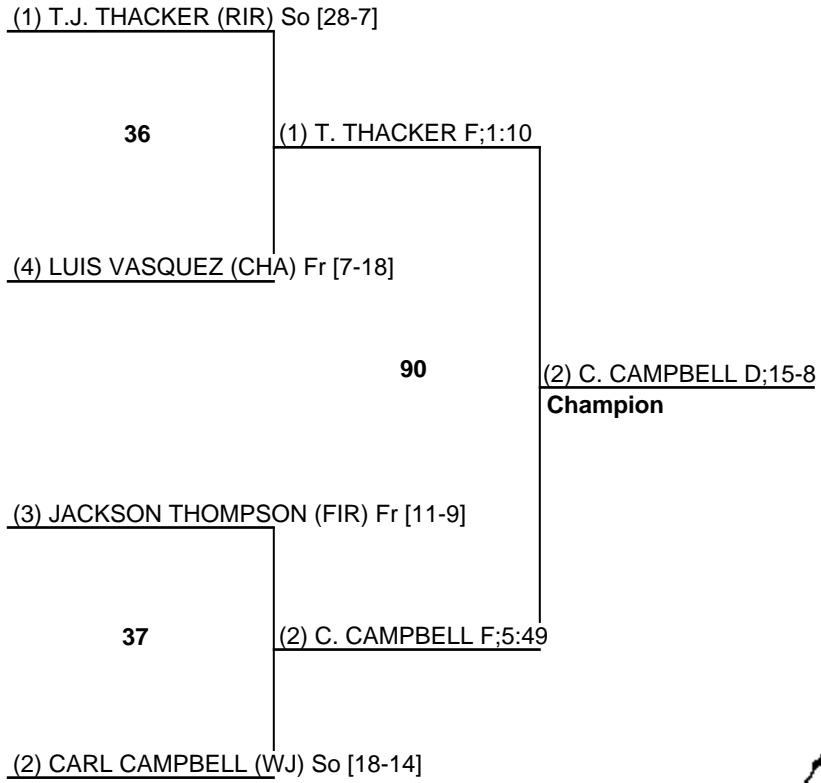 (1) T.J. THACKER (RIR) So [28-7]
36
(1) T. THACKER F;1:10
(4) LUIS VASQUEZ (CHA) Fr [7-18]
90
(2) C. CAMPBELL D;15-8
Champion
(3) JACKSON THOMPSON (FIR) Fr [11-9]
37
(2) C. CAMPBELL F;5:49
(2) CARL CAMPBELL (WJ) So [18-14]